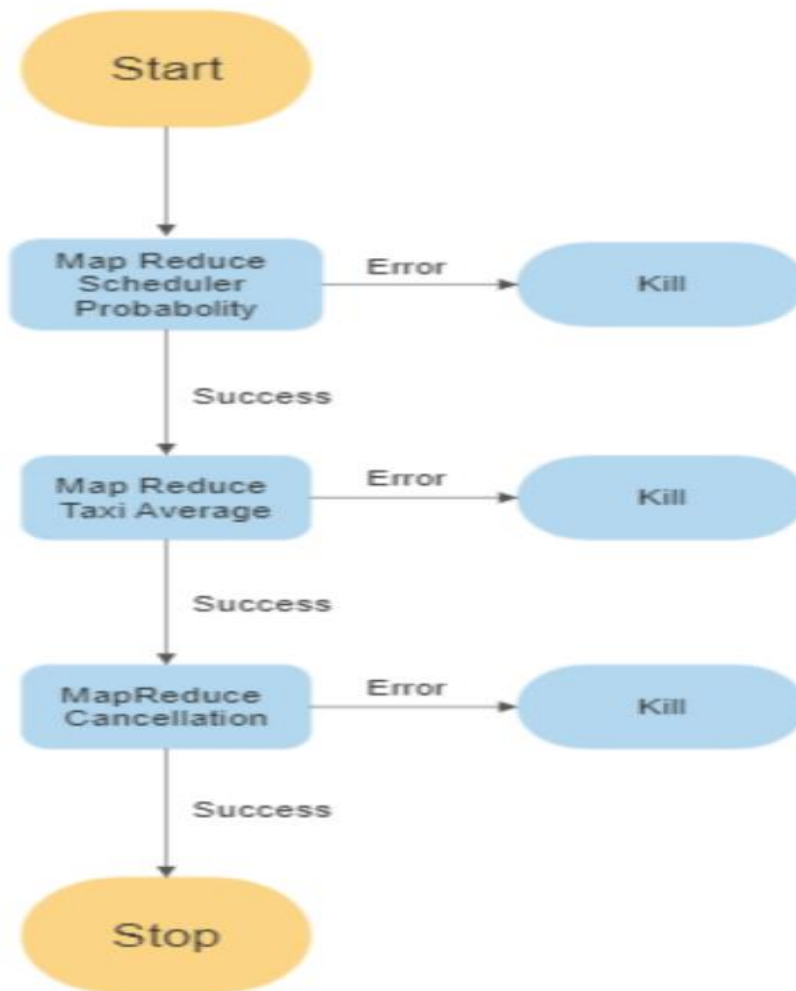 Start
Map Reduce
Scheduler
Probabolity
Error
Kill
Success
Map Reduce
Taxi Average
Error
Kill
Success
MapReduce
Cancellation
Error
Kill
Success
Stop